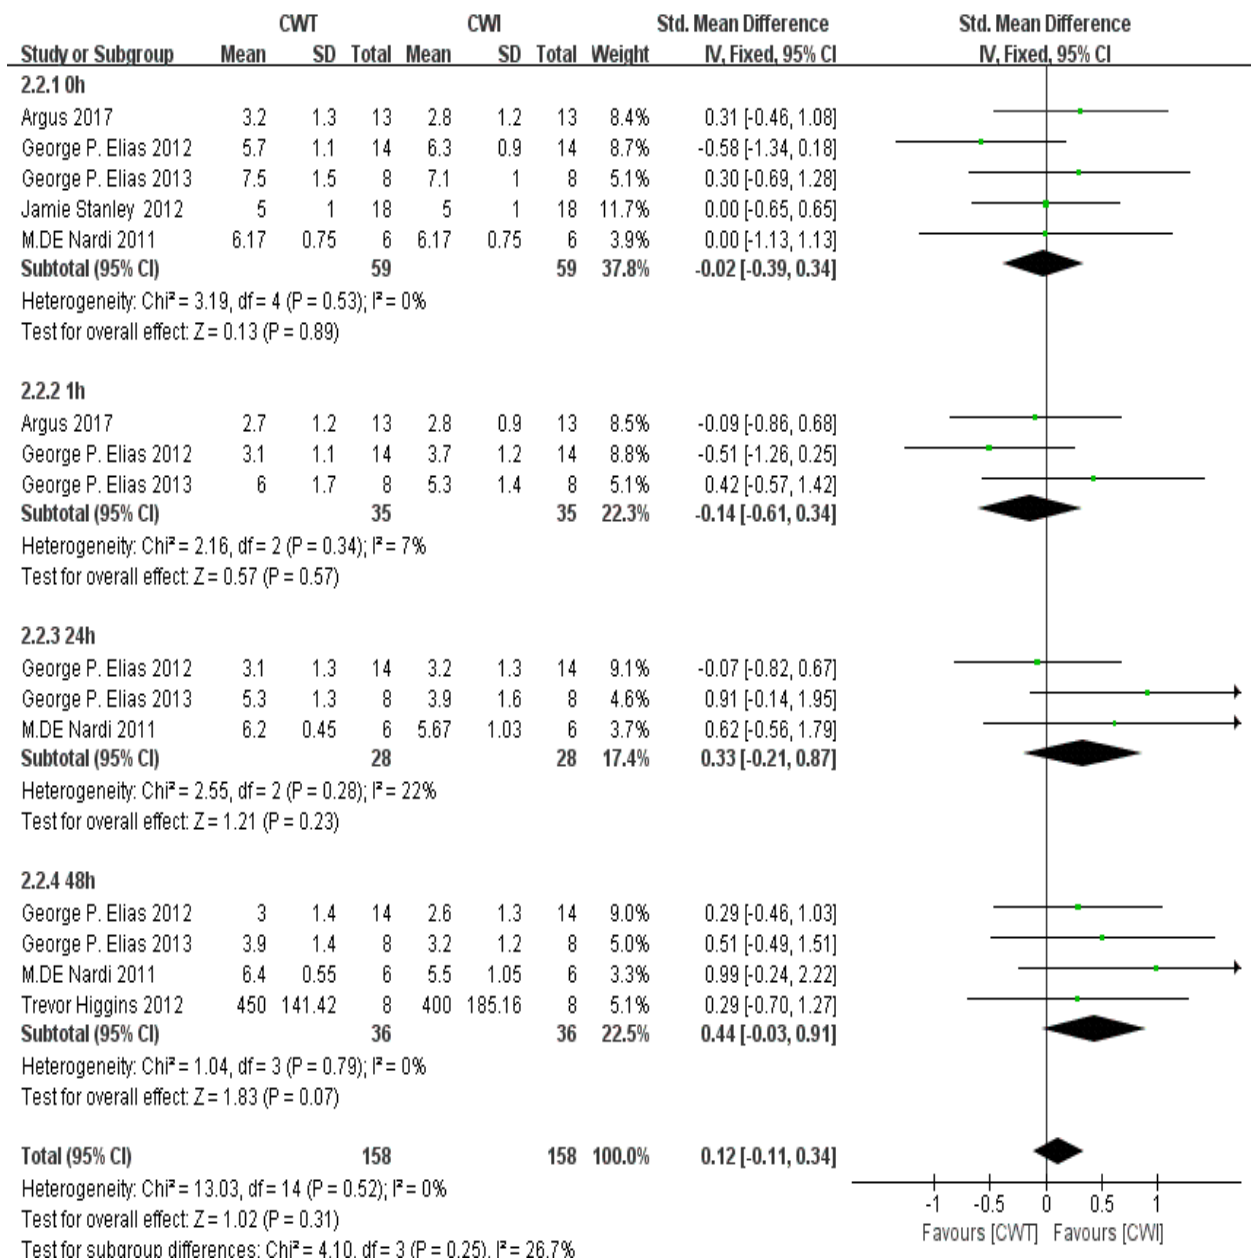 CWT CWI Std. Mean Difference Std. Mean Difference
Study or Subgroup Mean SD Total Mean SD Total Weight IV, Fixed, 95% CI IV, Fixed, 95% CI
2.2.1 0h
Argus 2017 3.2 1.3 13 2.8 1.2 13 8.4% 0.31 [-0.46, 1.08]
George P. Elias 2012 5.7 1.1 14 6.3 0.9 14 8.7% -0.58 [-1.34, 0.18]
George P. Elias 2013 7.5 1.5 8 7.1 1 8 5.1% 0.30 [-0.69, 1.28]
Jamie Stanley 2012 5 1 18 5 1 18 11.7% 0.00 [-0.65, 0.65]
M.DE Nardi 2011 6.17 0.75 6 6.17 0.75 6 3.9% 0.00 [-1.13, 1.13]
Subtotal (95% CI) 59 59 37.8% -0.02 [-0.39, 0.34]
Heterogeneity: Chi² = 3.19, df = 4 (P = 0.53); I² = 0%
Test for overall effect: Z = 0.13 (P = 0.89)
2.2.2 1h
Argus 2017 2.7 1.2 13 2.8 0.9 13 8.5% -0.09 [-0.86, 0.68]
George P. Elias 2012 3.1 1.1 14 3.7 1.2 14 8.8% -0.51 [-1.26, 0.25]
George P. Elias 2013 6 1.7 8 5.3 1.4 8 5.1% 0.42 [-0.57, 1.42]
Subtotal (95% CI) 35 35 22.3% -0.14 [-0.61, 0.34]
Heterogeneity: Chi² = 2.16, df = 2 (P = 0.34); I² = 7%
Test for overall effect: Z = 0.57 (P = 0.57)
2.2.3 24h
George P. Elias 2012 3.1 1.3 14 3.2 1.3 14 9.1% -0.07 [-0.82, 0.67]
George P. Elias 2013 5.3 1.3 8 3.9 1.6 8 4.6% 0.91 [-0.14, 1.95]
M.DE Nardi 2011 6.2 0.45 6 5.67 1.03 6 3.7% 0.62 [-0.56, 1.79]
Subtotal (95% CI) 28 28 17.4% 0.33 [-0.21, 0.87]
Heterogeneity: Chi² = 2.55, df = 2 (P = 0.28); I² = 22%
Test for overall effect: Z = 1.21 (P = 0.23)
2.2.4 48h
George P. Elias 2012 3 1.4 14 2.6 1.3 14 9.0% 0.29 [-0.46, 1.03]
George P. Elias 2013 3.9 1.4 8 3.2 1.2 8 5.0% 0.51 [-0.49, 1.51]
M.DE Nardi 2011 6.4 0.55 6 5.5 1.05 6 3.3% 0.99 [-0.24, 2.22]
Trevor Higgins 2012 450 141.42 8 400 185.16 8 5.1% 0.29 [-0.70, 1.27]
Subtotal (95% CI) 36 36 22.5% 0.44 [-0.03, 0.91]
Heterogeneity: Chi² = 1.04, df = 3 (P = 0.79); I² = 0%
Test for overall effect: Z = 1.83 (P = 0.07)
Total (95% CI) 158 158 100.0% 0.12 [-0.11, 0.34]
Heterogeneity: Chi² = 13.03, df = 14 (P = 0.52); I² = 0%
Test for overall effect: Z = 1.02 (P = 0.31)
Test for subgroup differences: Chi² = 4.10, df = 3 (P = 0.25), I² = 26.7%
-1 -0.5 0 0.5 1
Favours [CWT] Favours [CWI]